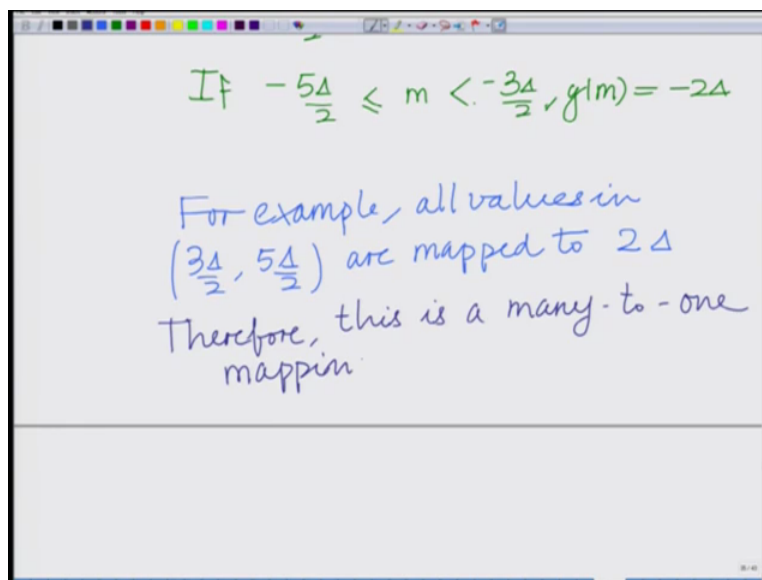 If -5Δ/2 ≤ m < -3Δ/2, g(m) = -2Δ
For example, all values in
(3Δ/2, 5Δ/2) are mapped to 2Δ
Therefore, this is a many-to-one
mappin